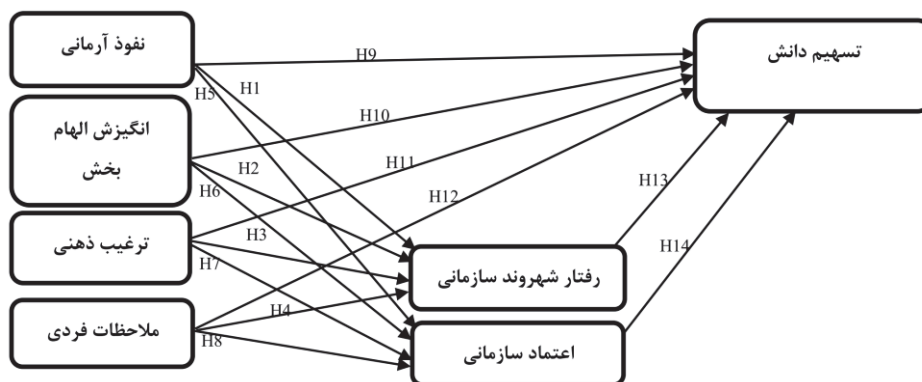 نفوذ آرمانی
تسهیم دانش
H9
H5
H1
انگیزش الهام
بخش
H10
H2
H11
H6
H12
H13
ترغیب ذهنی
H3
H14
H7
رفتار شهروند سازمانی
ملاحظات فردی
H4
H8
اعتماد سازمانی